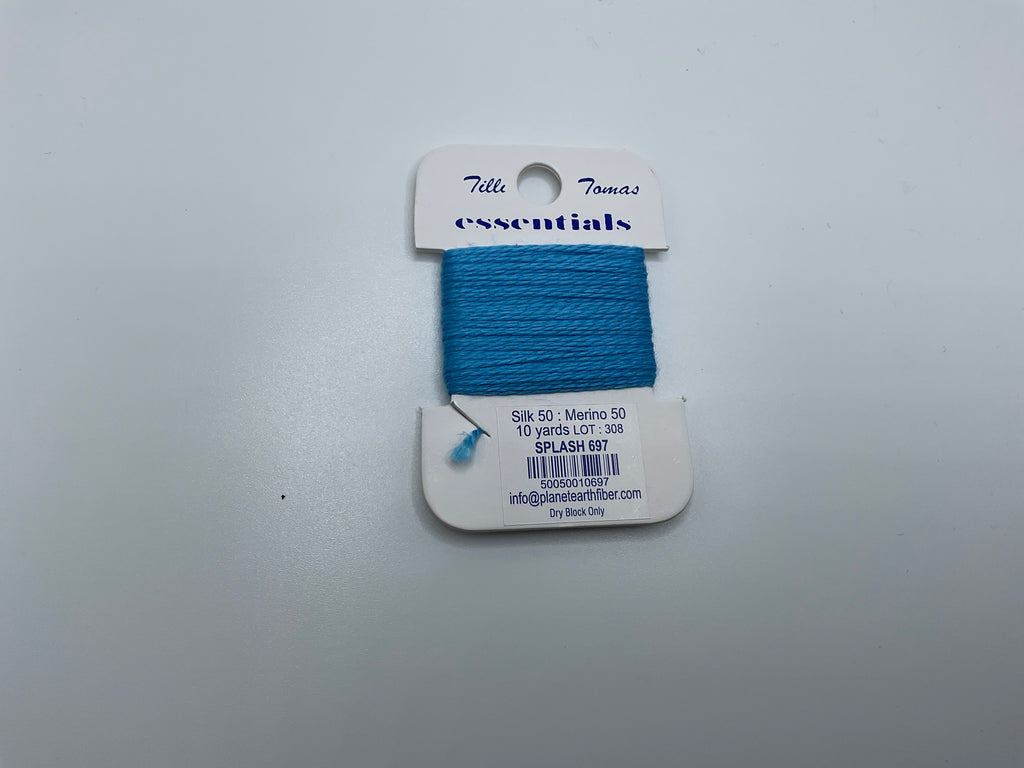 Tilli Tomas
essentials
Silk 50 : Merino 50
10 yards LOT : 308
SPLASH 697
50050010697
info@planetearthfiber.com
Dry Block Only